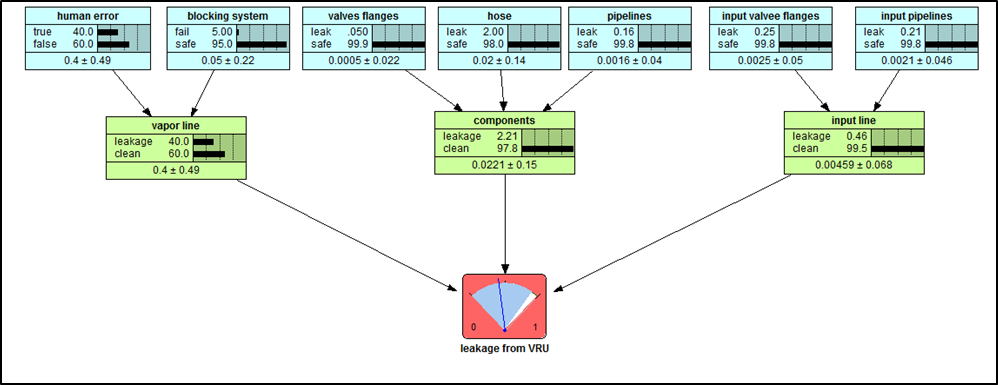 human error
true 40.0
false 60.0
0.4 ± 0.49
blocking system
fail 5.00
safe 95.0
0.05 ± 0.22
valves flanges
leak .050
safe 99.9
0.0005 ± 0.022
hose
leak 2.00
safe 98.0
0.02 ± 0.14
pipelines
leak 0.16
safe 99.8
0.0016 ± 0.04
input valvee flanges
leak 0.25
safe 99.8
0.0025 ± 0.05
input pipelines
leak 0.21
safe 99.8
0.0021 ± 0.046
vapor line
leakage 40.0
clean 60.0
0.4 ± 0.49
components
leakage 2.21
clean 97.8
0.0221 ± 0.15
input line
leakage 0.46
clean 99.5
0.00459 ± 0.068
0 1
leakage from VRU